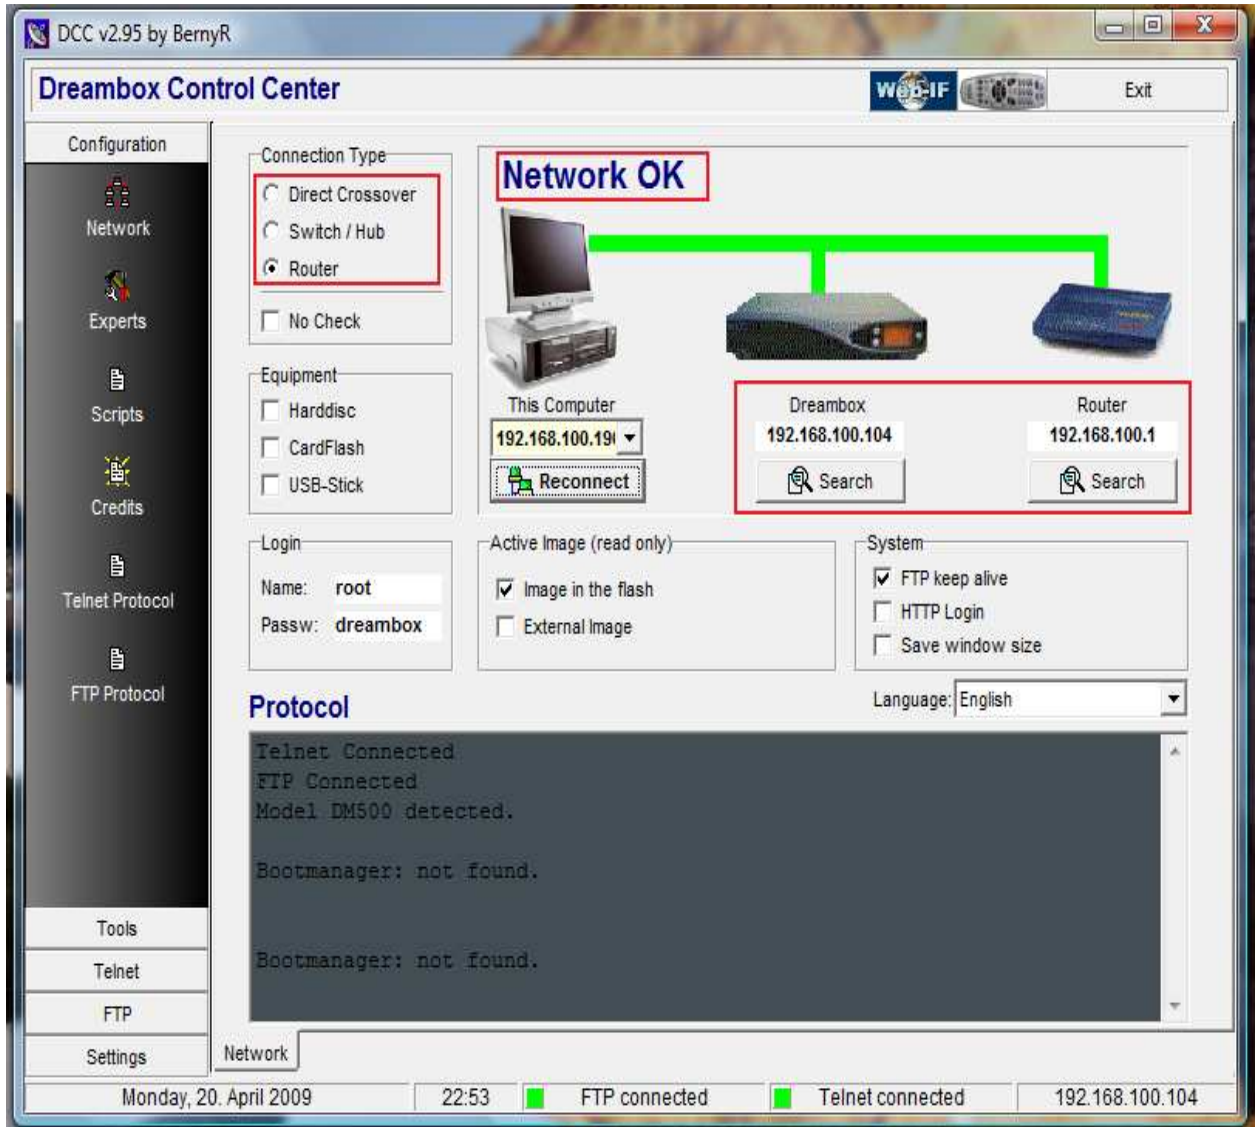 DCC v2.95 by BernyR
Dreambox Control Center
Web-IF
Exit
Configuration
Network
Experts
Scripts
Credits
Telnet Protocol
FTP Protocol
Tools
Telnet
FTP
Settings
Connection Type
Direct Crossover
Switch / Hub
Router
No Check
Equipment
Harddisc
CardFlash
USB-Stick
Network OK
This Computer
192.168.100.19
Reconnect
Dreambox
192.168.100.104
Search
Router
192.168.100.1
Search
Login
Name: root
Passw: dreambox
Active Image (read only)
Image in the flash
External Image
System
FTP keep alive
HTTP Login
Save window size
Language: English
Protocol
Telnet Connected
FTP Connected
Model DM500 detected.
Bootmanager: not found.
Bootmanager: not found.
Network
Monday, 20. April 2009
22:53
FTP connected
Telnet connected
192.168.100.104